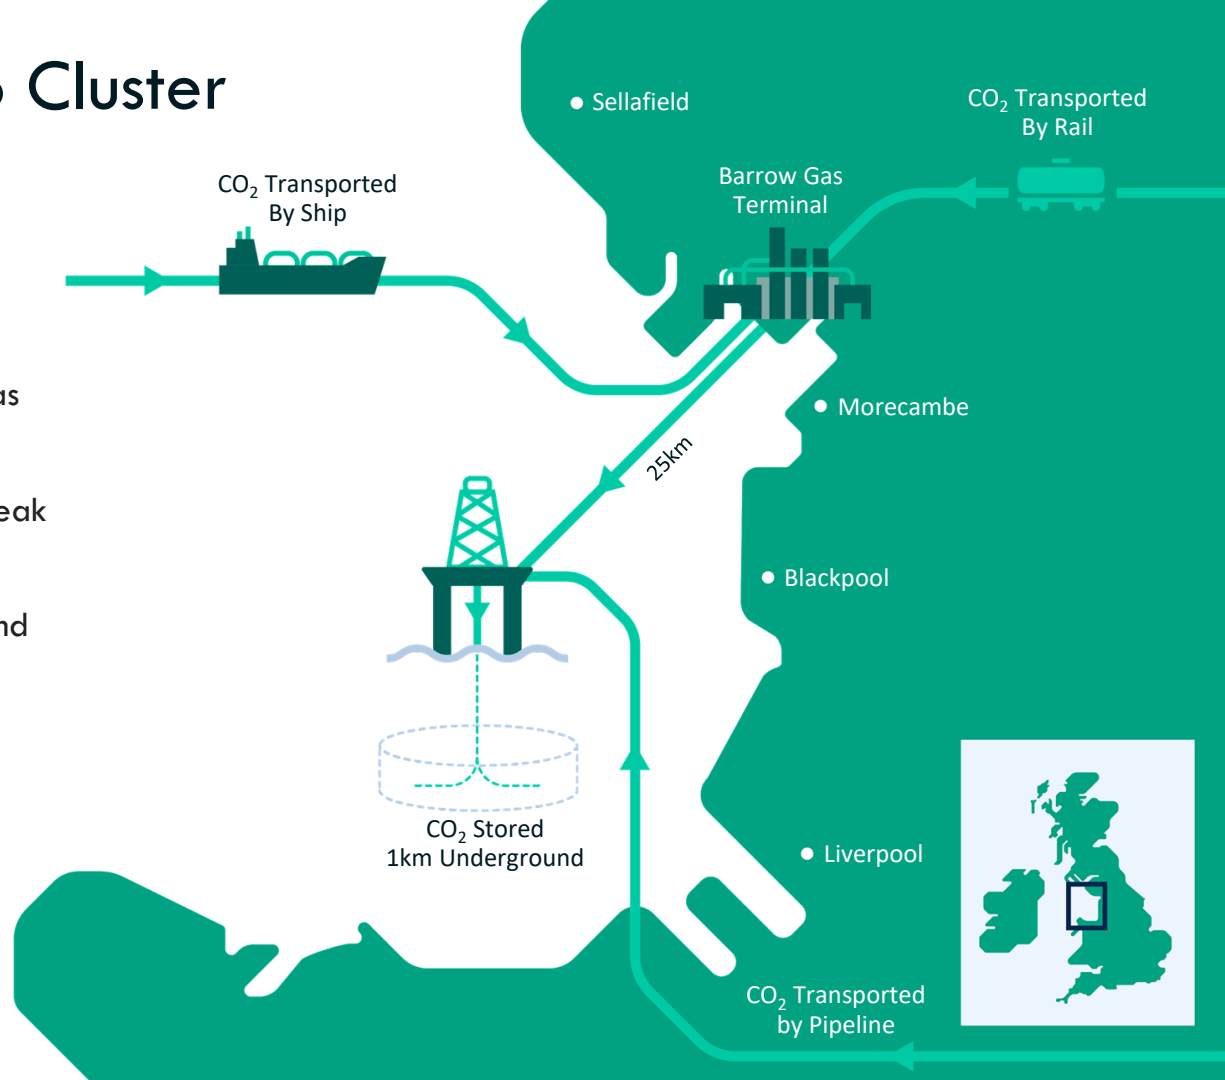 Cluster
Sellafield
CO₂ Transported
By Rail
CO₂ Transported
By Ship
Barrow Gas
Terminal
Morecambe
25km
Blackpool
CO₂ Stored
1km Underground
Liverpool
CO₂ Transported
by Pipeline